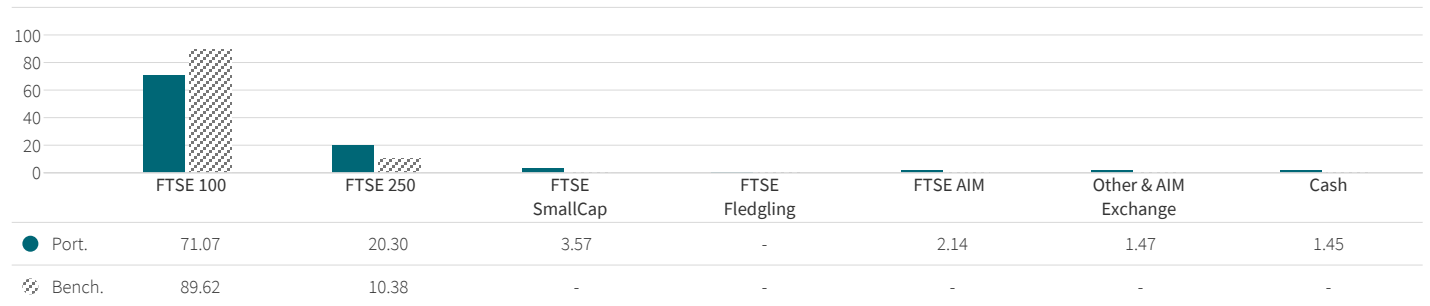 100
80
60
40
20
0
FTSE 100 FTSE 250 FTSE SmallCap FTSE Fledgling FTSE AIM Other & AIM Exchange Cash
Port. 71.07 20.30 3.57 - 2.14 1.47 1.45
Bench. 89.62 10.38 - - - - -